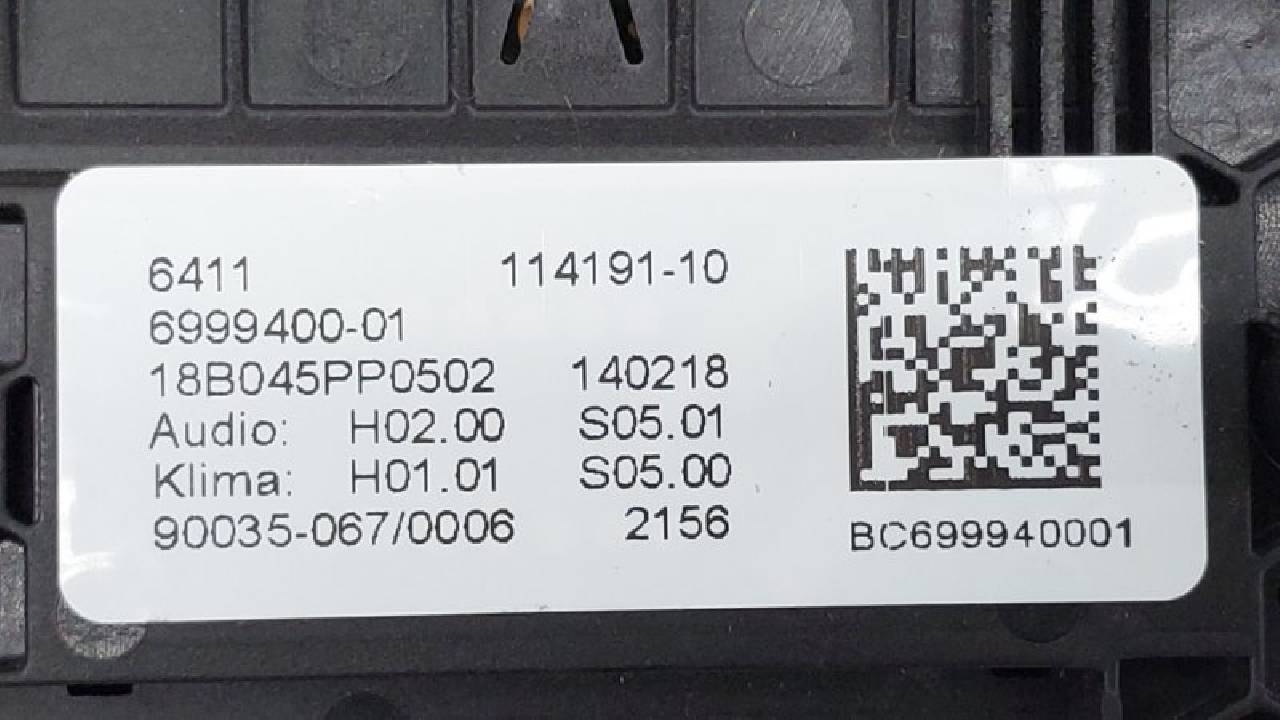 6411 114191-10
6999400-01
18B045PP0502 140218
Audio: H02.00 S05.01
Klima: H01.01 S05.00
90035-067/0006 2156
BC699940001